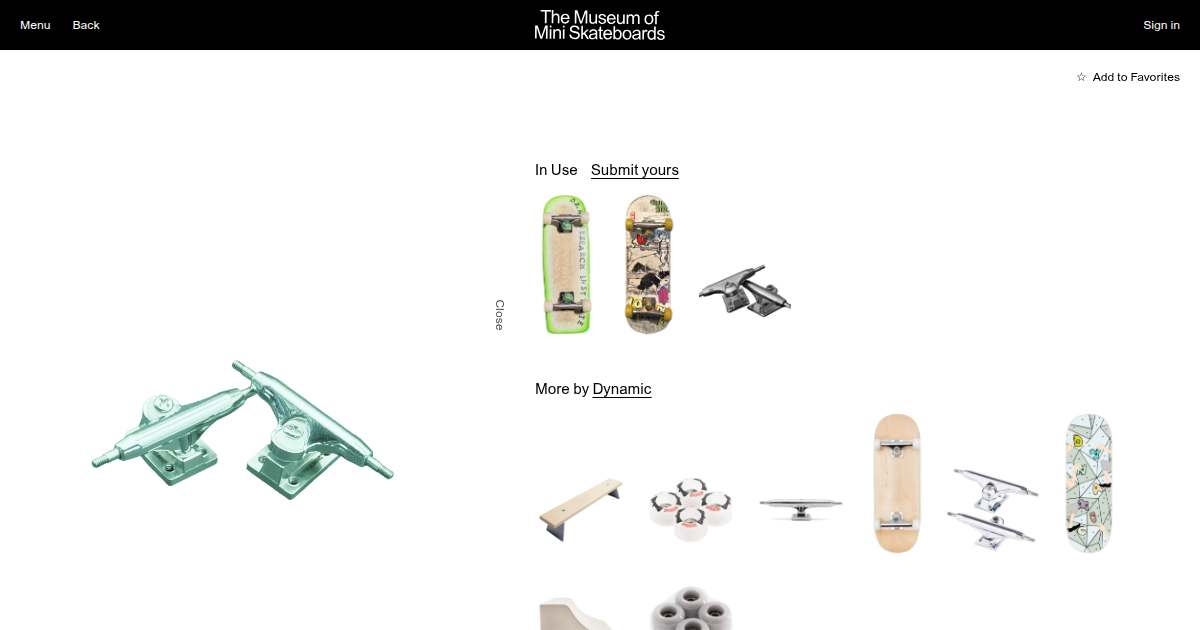 Menu
Back
The Museum of
Mini Skateboards
Sign in
☆ Add to Favorites
In Use
Submit yours
Close
More by Dynamic